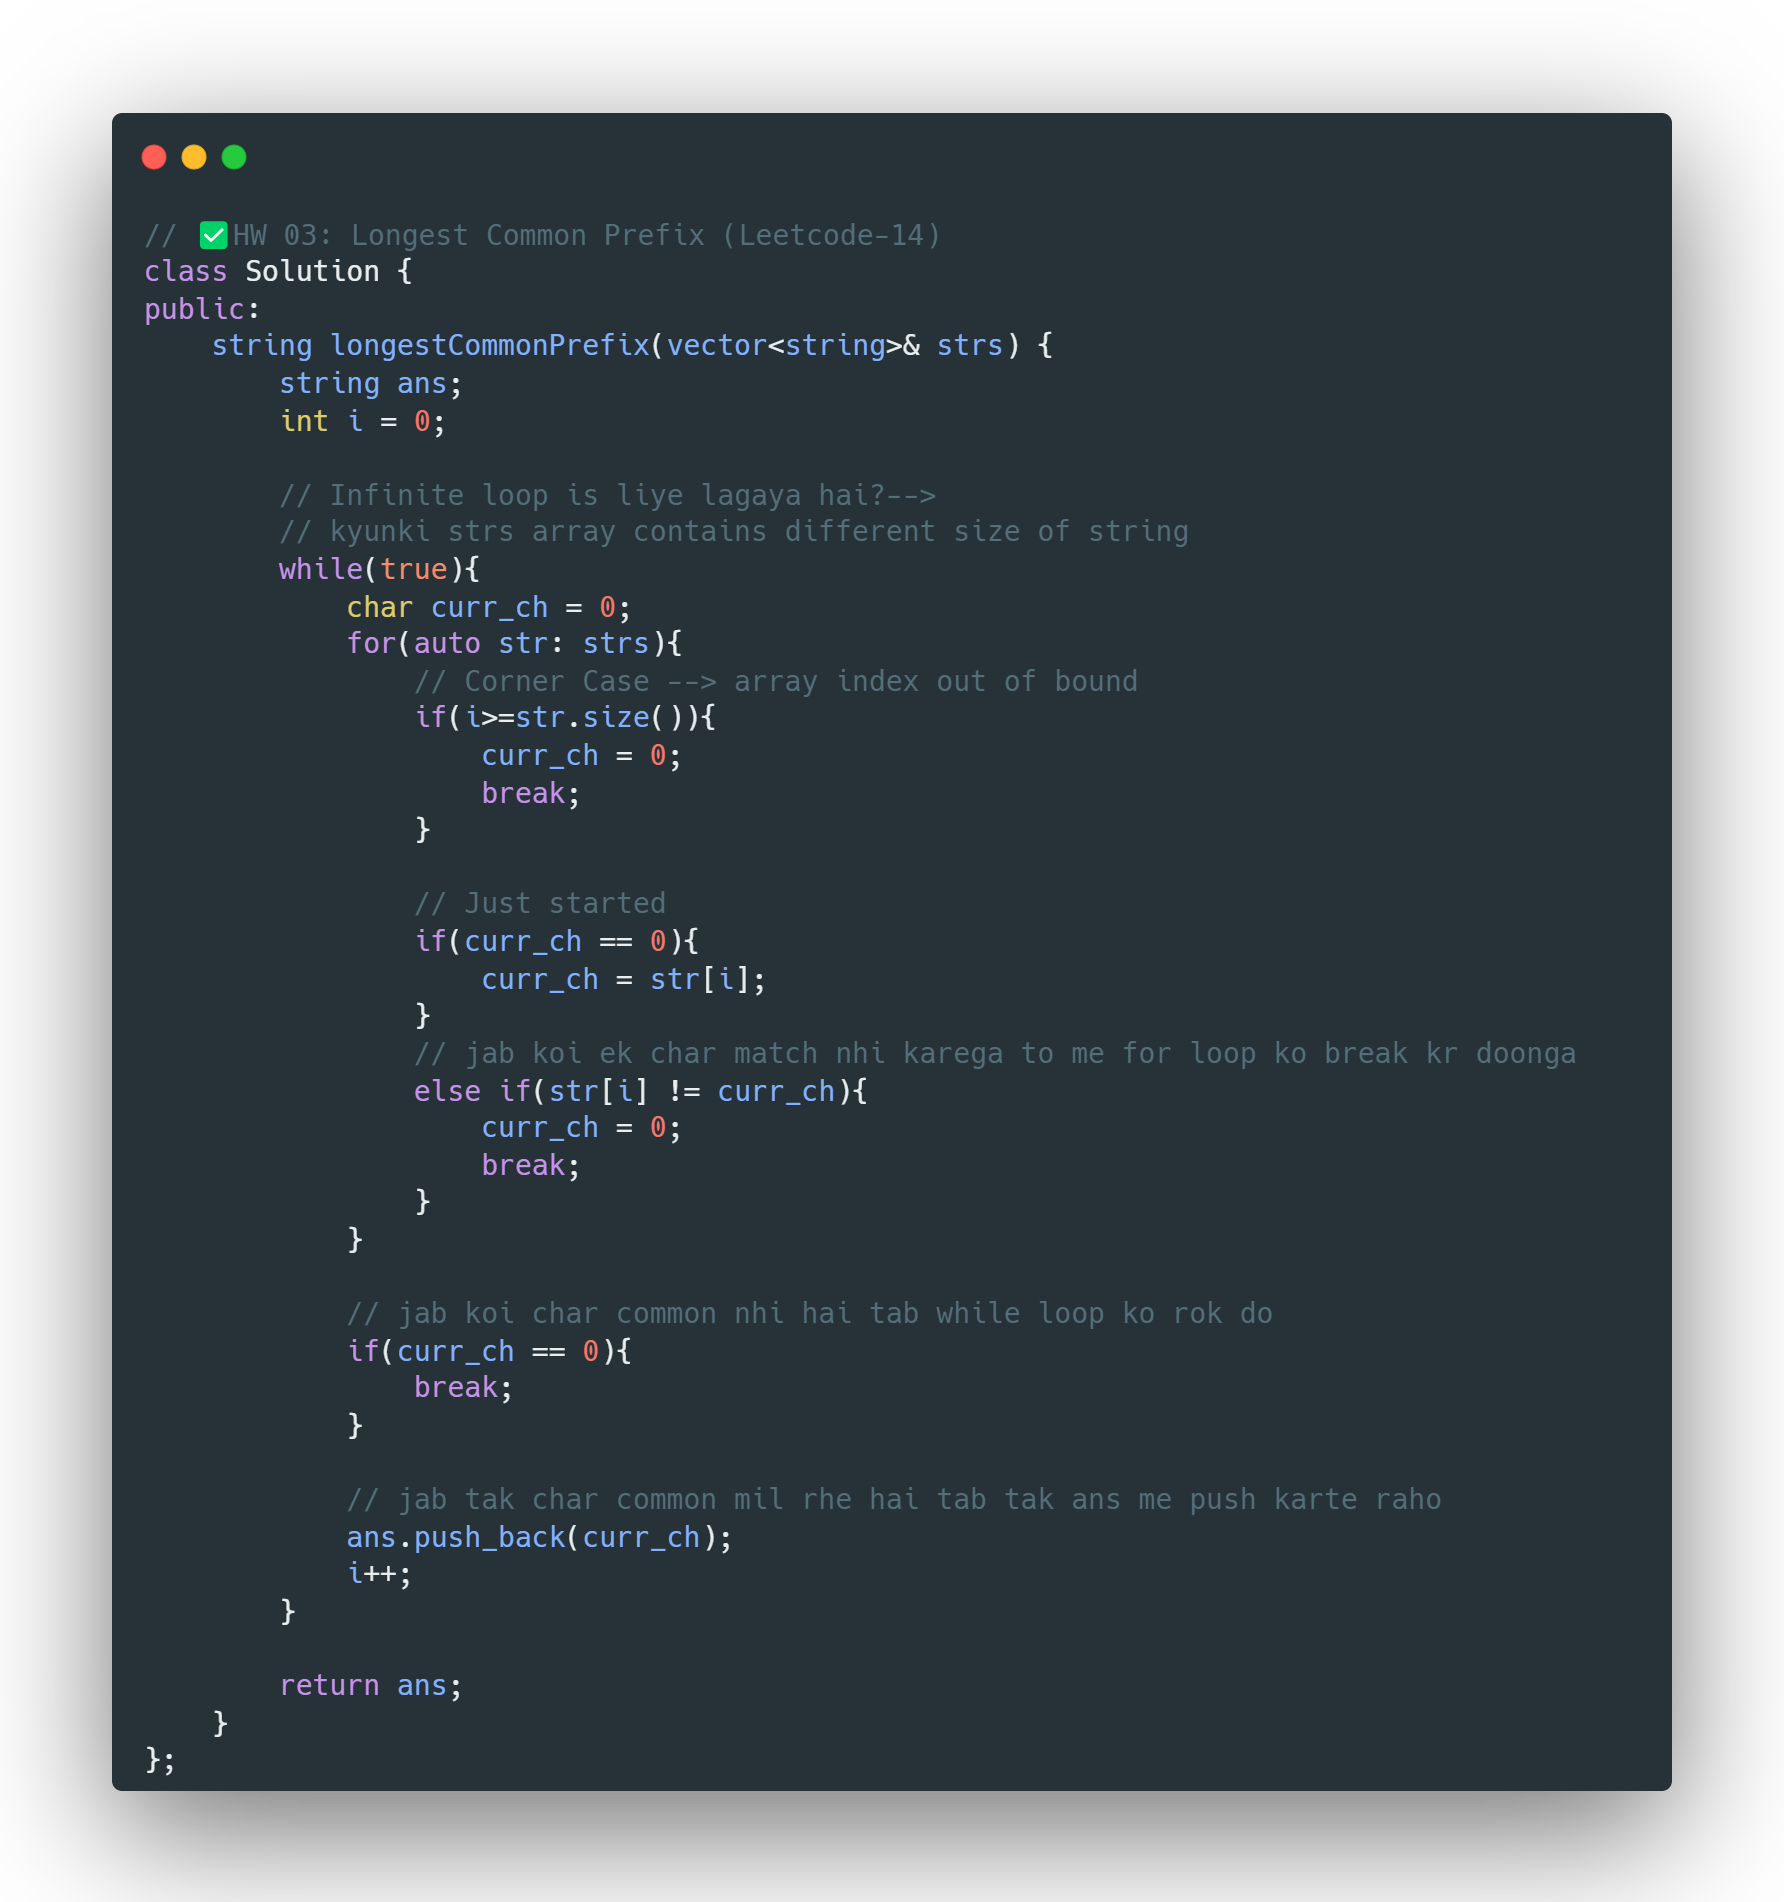 // ✅HW 03: Longest Common Prefix (Leetcode-14)
class Solution {
public:
    string longestCommonPrefix(vector<string>& strs) {
        string ans;
        int i = 0;

        // Infinite loop is liye lagaya hai?-->
        // kyunki strs array contains different size of string
        while(true){
            char curr_ch = 0;
            for(auto str: strs){
                // Corner Case --> array index out of bound
                if(i>=str.size()){
                    curr_ch = 0;
                    break;
                }

                // Just started
                if(curr_ch == 0){
                    curr_ch = str[i];
                }
                // jab koi ek char match nhi karega to me for loop ko break kr doonga
                else if(str[i] != curr_ch){
                    curr_ch = 0;
                    break;
                }
            }

            // jab koi char common nhi hai tab while loop ko rok do
            if(curr_ch == 0){
                break;
            }

            // jab tak char common mil rhe hai tab tak ans me push karte raho
            ans.push_back(curr_ch);
            i++;
        }

        return ans;
    }
};